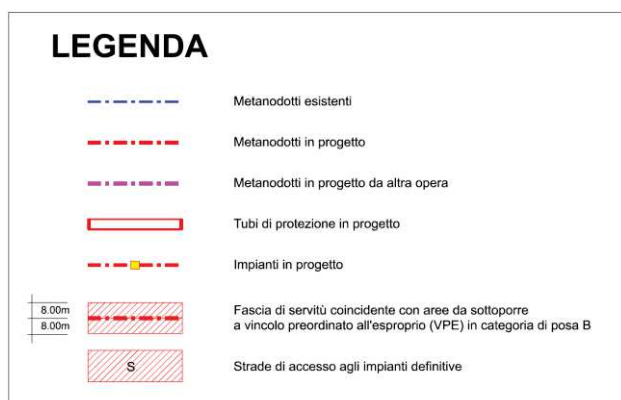 LEGENDA
Metanodotti esistenti
Metanodotti in progetto
Metanodotti in progetto da altra opera
Tubi di protezione in progetto
Impianti in progetto
8.00m
8.00m
Fascia di servitù coincidente con aree da sottoporre
a vincolo preordinato all'esproprio (VPE) in categoria di posa B
S
Strade di accesso agli impianti definitive